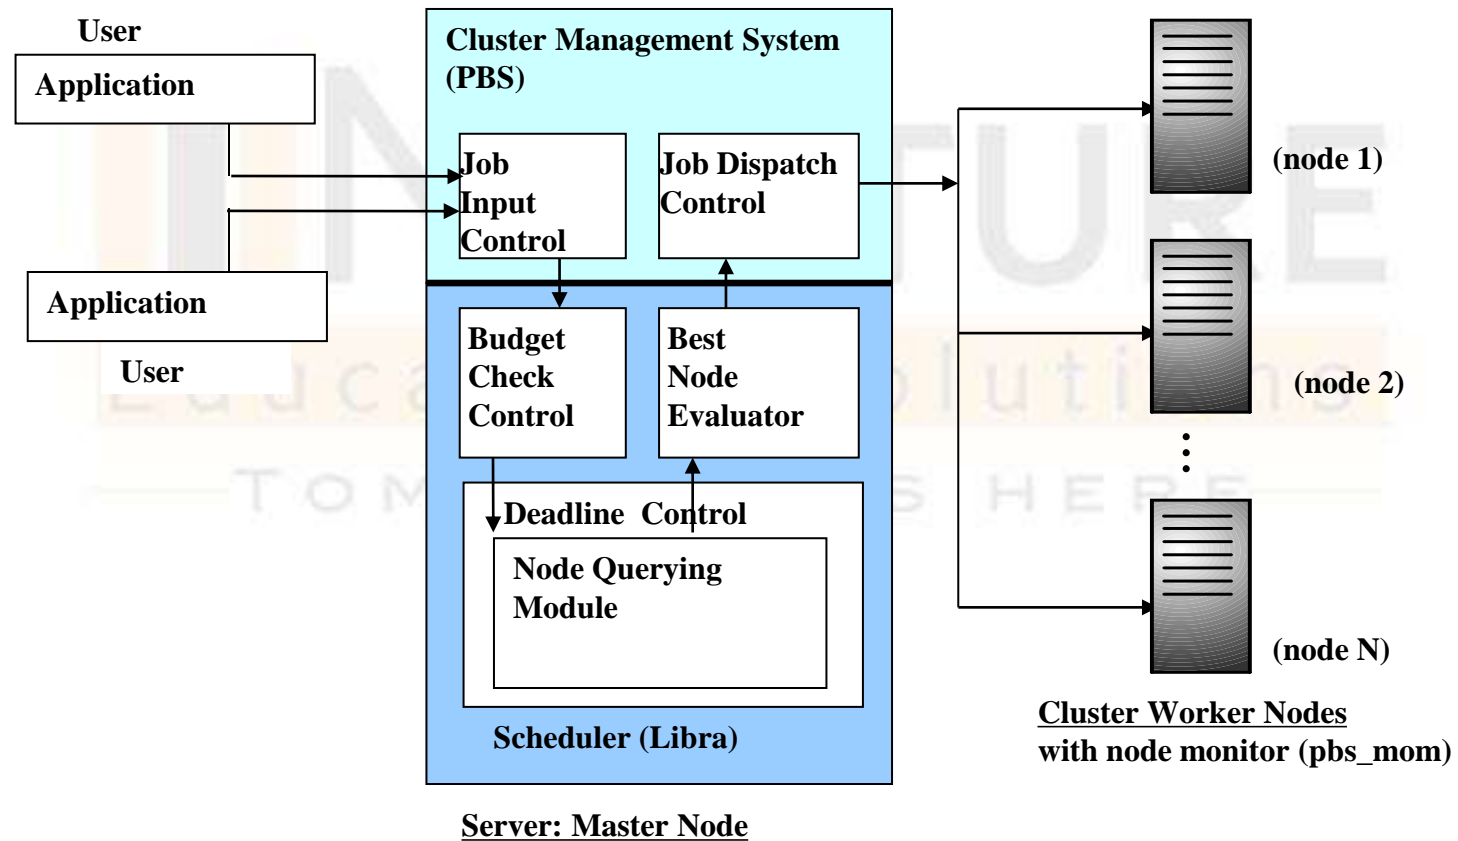 User
Application
Application
User
Cluster Management System
(PBS)
Job
Input
Control
Job Dispatch
Control
Budget
Check
Control
Best
Node
Evaluator
Deadline Control
Node Querying
Module
Scheduler (Libra)
Server: Master Node
(node 1)
(node 2)
(node N)
Cluster Worker Nodes
with node monitor (pbs_mom)